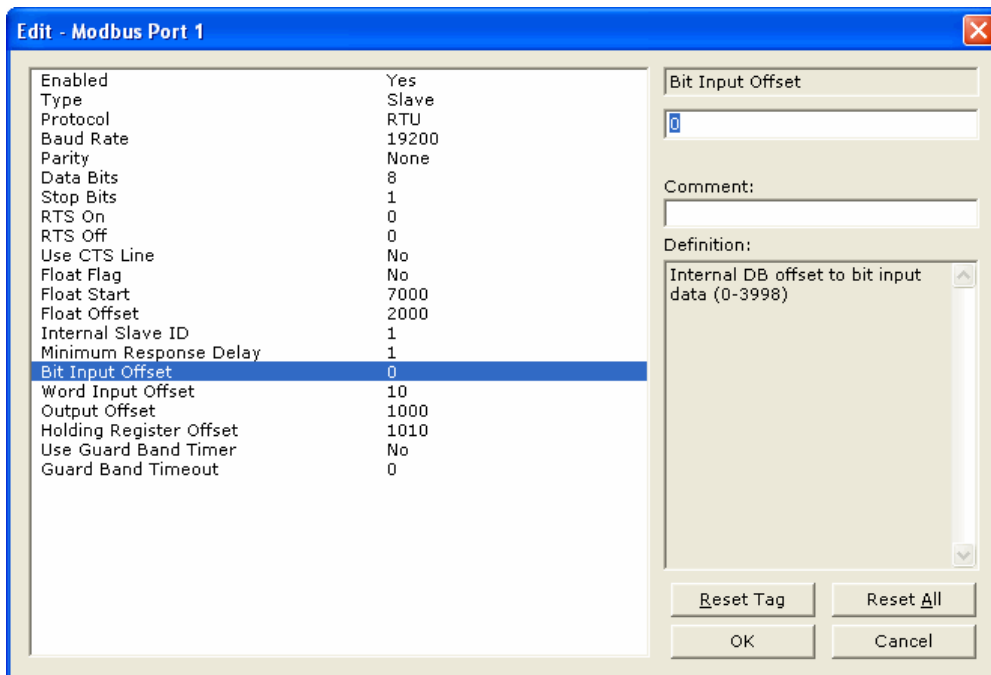 Edit - Modbus Port 1
Enabled Yes
Type Slave
Protocol RTU
Baud Rate 19200
Parity None
Data Bits 8
Stop Bits 1
RTS On 0
RTS Off 0
Use CTS Line No
Float Flag No
Float Start 7000
Float Offset 2000
Internal Slave ID 1
Minimum Response Delay 1
Bit Input Offset 0
Word Input Offset 10
Output Offset 1000
Holding Register Offset 1010
Use Guard Band Timer No
Guard Band Timeout 0
Bit Input Offset
0
Comment:
Definition:
Internal DB offset to bit input
data (0-3998)
Reset Tag Reset All
OK Cancel